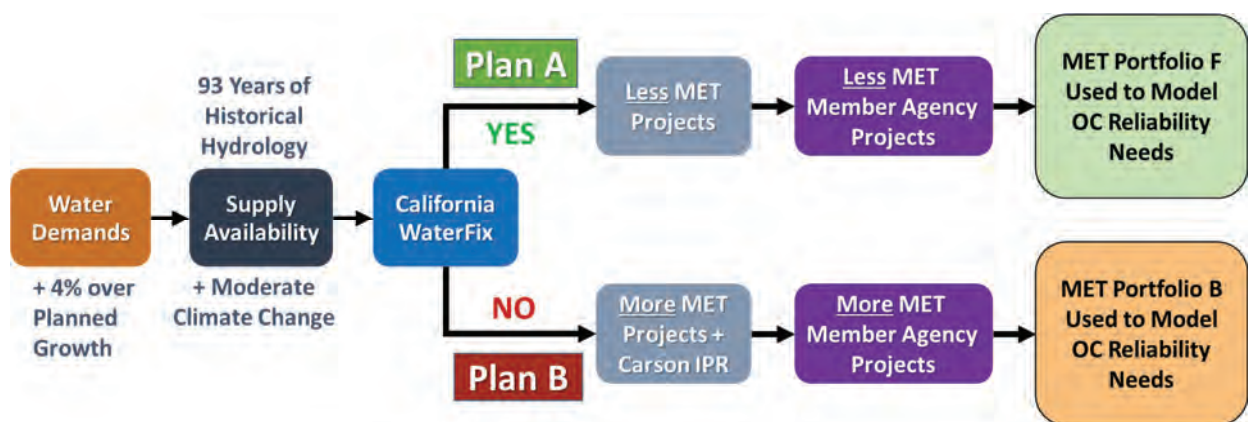 Water
Demands
+ 4% over
Planned
Growth
93 Years of
Historical
Hydrology
Supply
Availability
+ Moderate
Climate Change
California
WaterFix
Plan A
YES
Less MET
Projects
Less MET
Member Agency
Projects
MET Portfolio F
Used to Model
OC Reliability
Needs
NO
Plan B
More MET
Projects +
Carson IPR
More MET
Member Agency
Projects
MET Portfolio B
Used to Model
OC Reliability
Needs